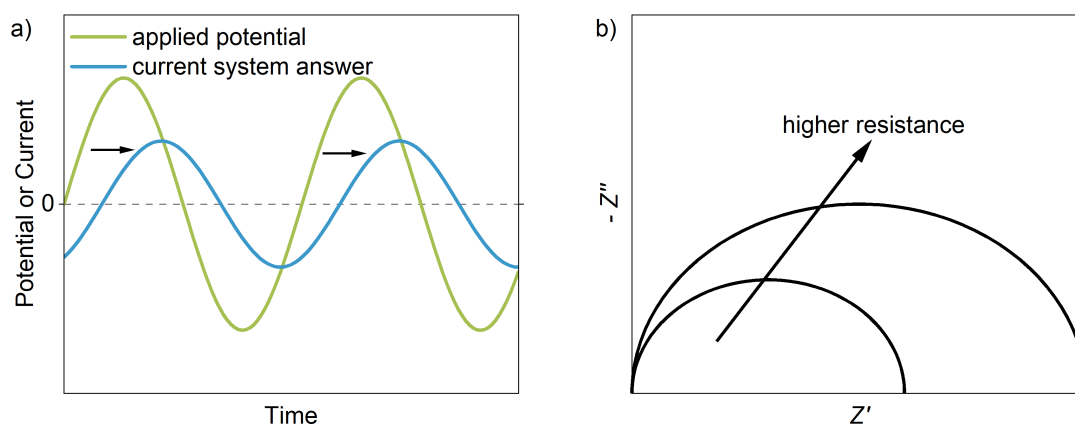 a)
applied potential
current system answer
Potential or Current
0
Time
b)
higher resistance
- Z"
Z'